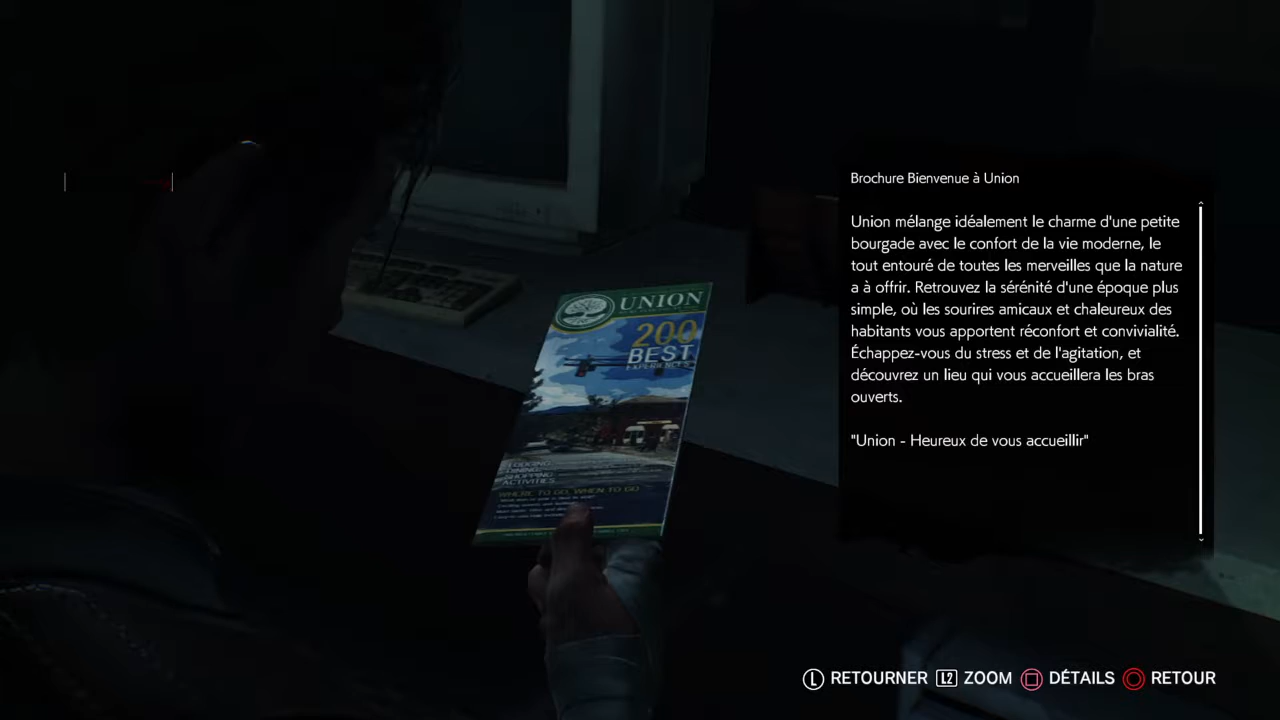 Brochure Bienvenue à Union
Union mélange idéalement le charme d'une petite
bourgade avec le confort de la vie moderne, le
tout entouré de toutes les merveilles que la nature
a à offrir. Retrouvez la sérénité d'une époque plus
simple, où les sourires amicaux et chaleureux des
habitants vous apportent réconfort et convivialité.
Échappez-vous du stress et de l'agitation, et
découvrez un lieu qui vous accueillera les bras
ouverts.
"Union - Heureux de vous accueillir"
UNION
200
BEST
EXPERIENCES
LODGING
DINING
SHOPPING
ACTIVITIES
WHERE TO GO, WHEN TO GO
L RETOURNER L2 ZOOM DÉTAILS RETOUR